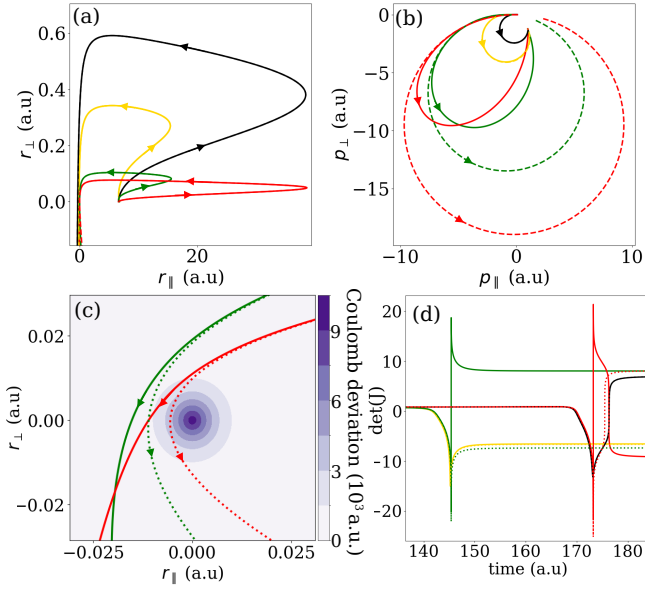 (a)
0.6
0.4
0.2
0.0
r⊥ (a.u)
0
20
r∥ (a.u)
(b)
0
−5
−10
−15
p⊥ (a.u)
−10
0
10
p∥ (a.u)
(c)
0.02
0.00
−0.02
r⊥ (a.u)
−0.025
0.000
0.025
r∥ (a.u)
9
6
3
0
Coulomb deviation (10³ a.u.)
(d)
20
10
0
−10
−20
det(J)
140
150
160
170
180
time (a.u)